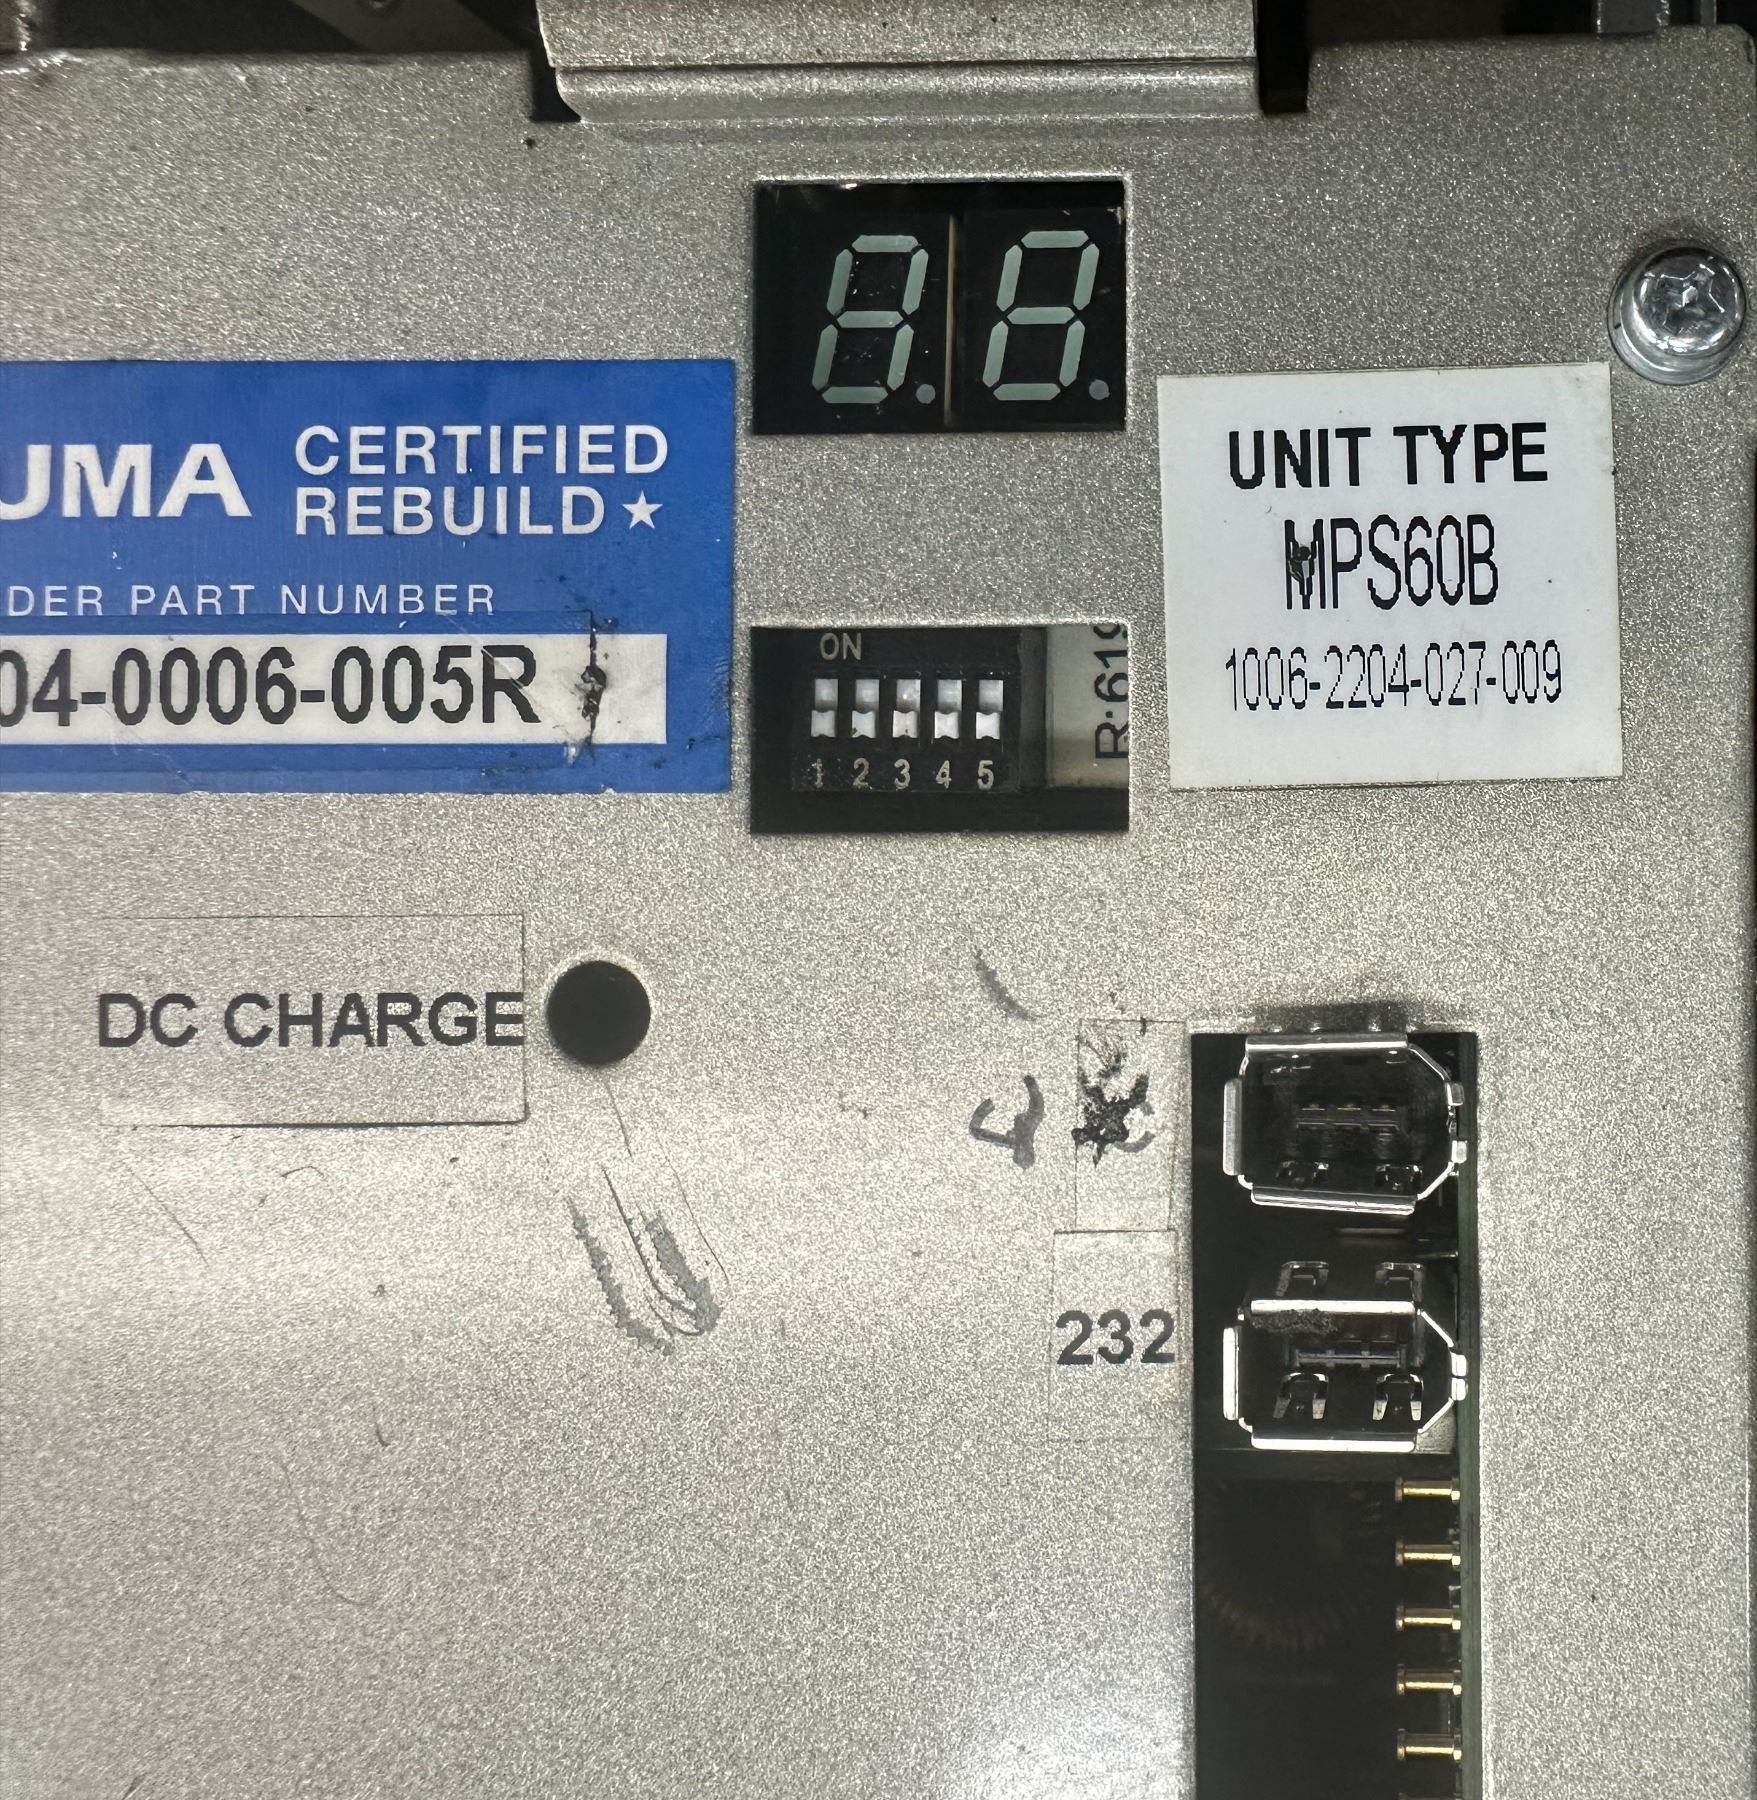 UMA CERTIFIED
REBUILD ★
DER PART NUMBER
04-0006-005R
UNIT TYPE
MPS60B
1006-2204-027-009
ON
1 2 3 4 5
R:619
DC CHARGE
232